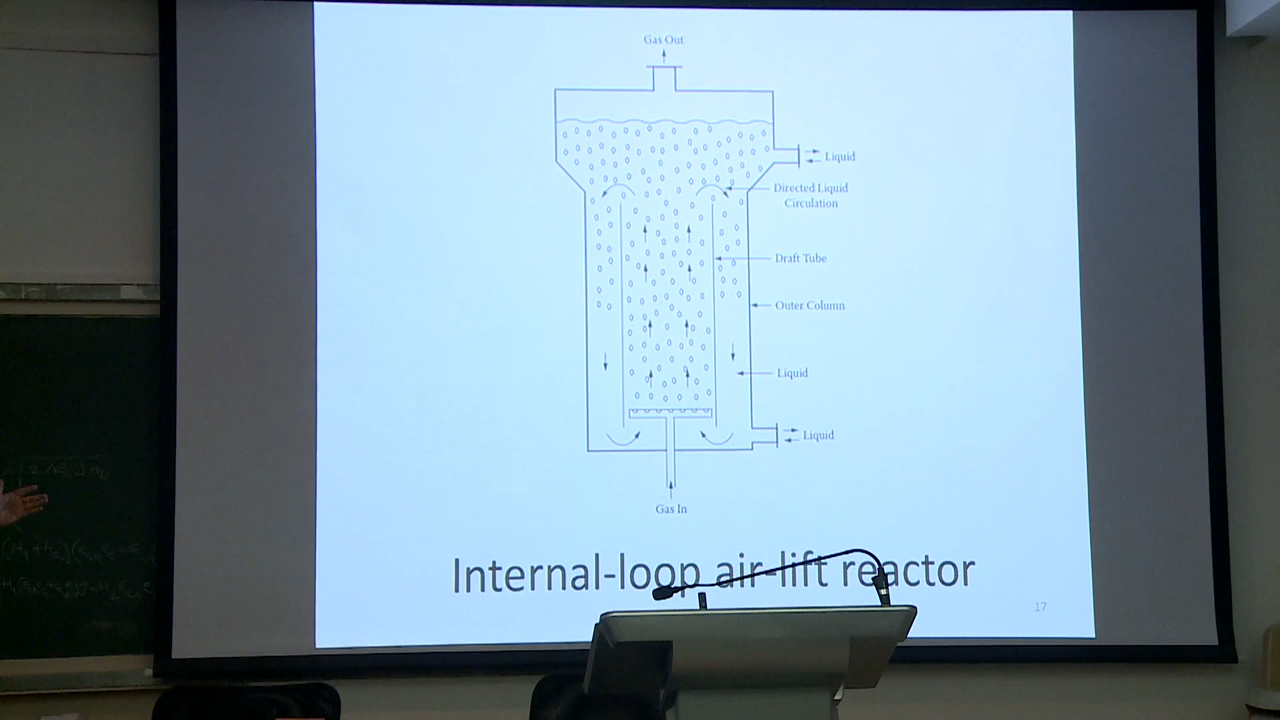 Gas Out
Liquid
Directed Liquid
Circulation
Draft Tube
Outer Column
Liquid
Liquid
Gas In
Internal-loop air-lift reactor
17